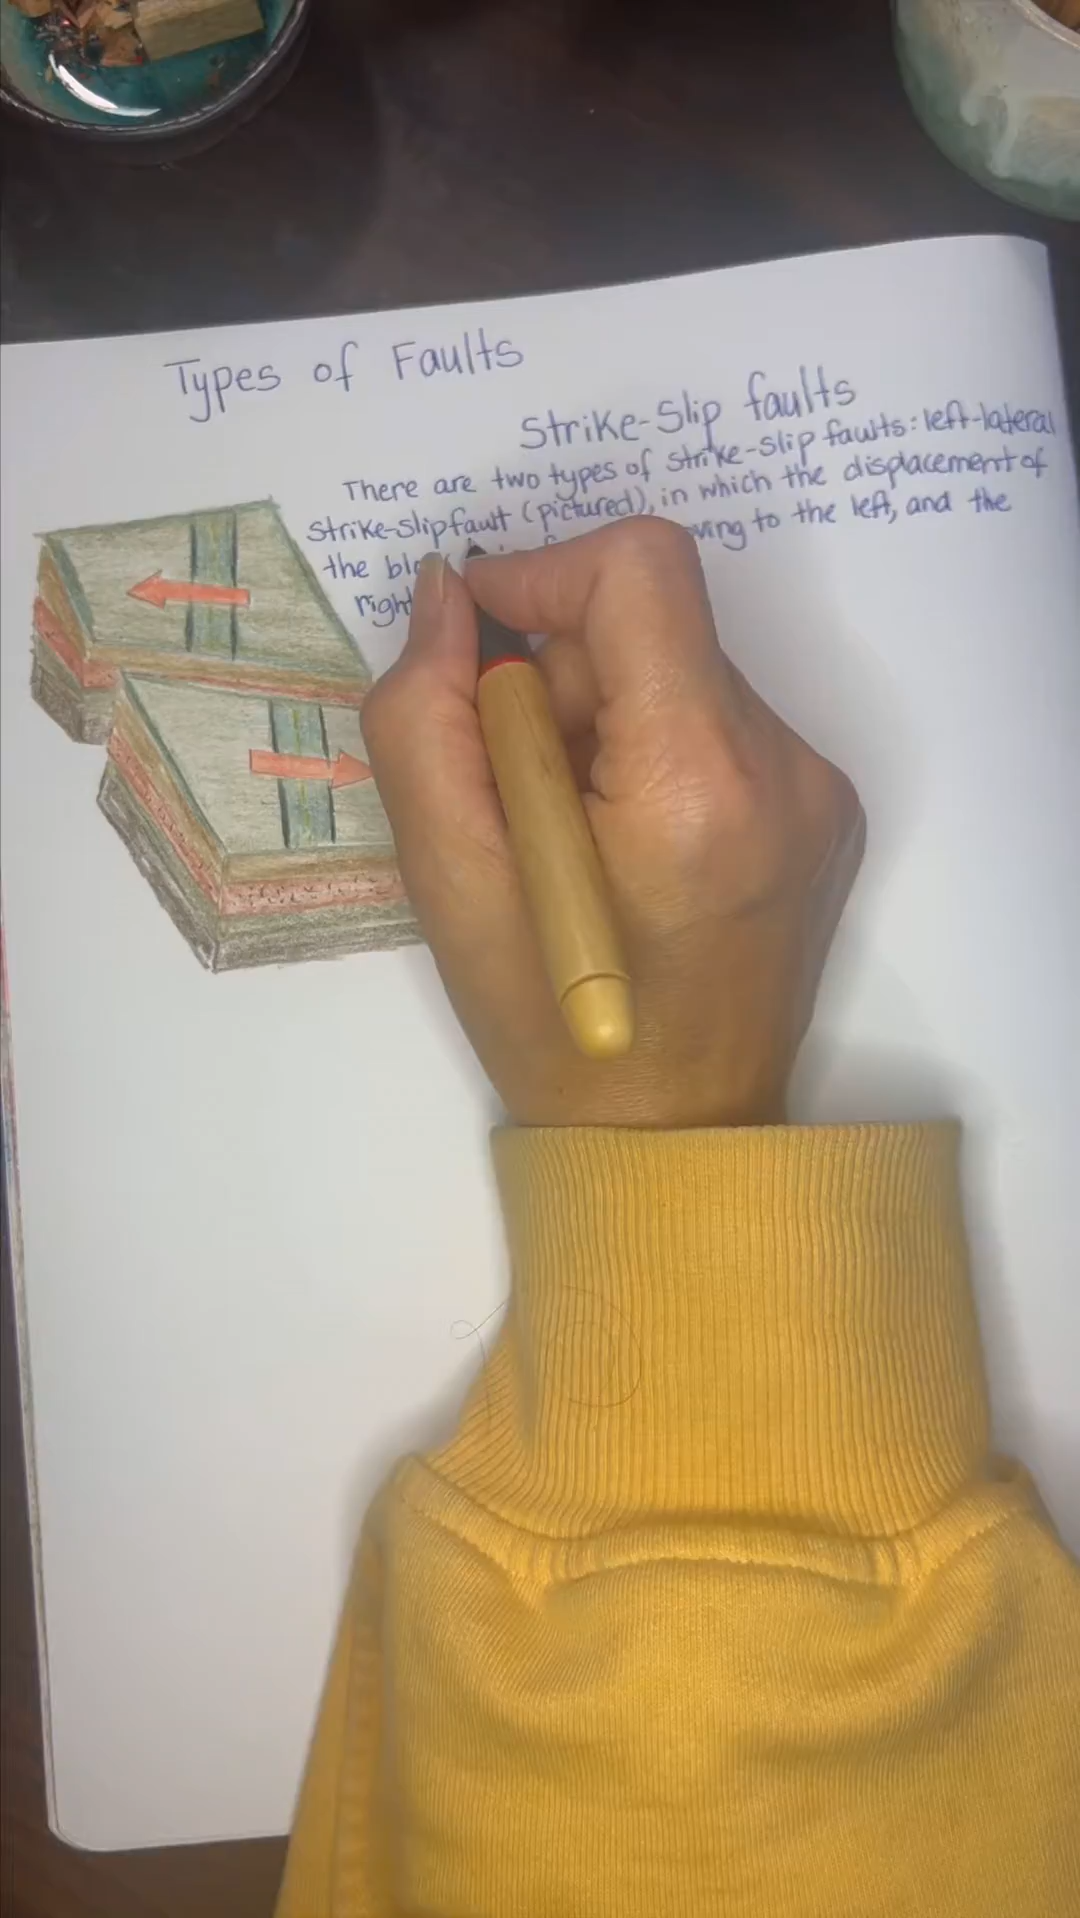 Types of Faults
Strike-Slip faults
There are two types of strike-slip faults: left-lateral
strike-slip fault (pictured), in which the displacement of
the to the left, and the
right